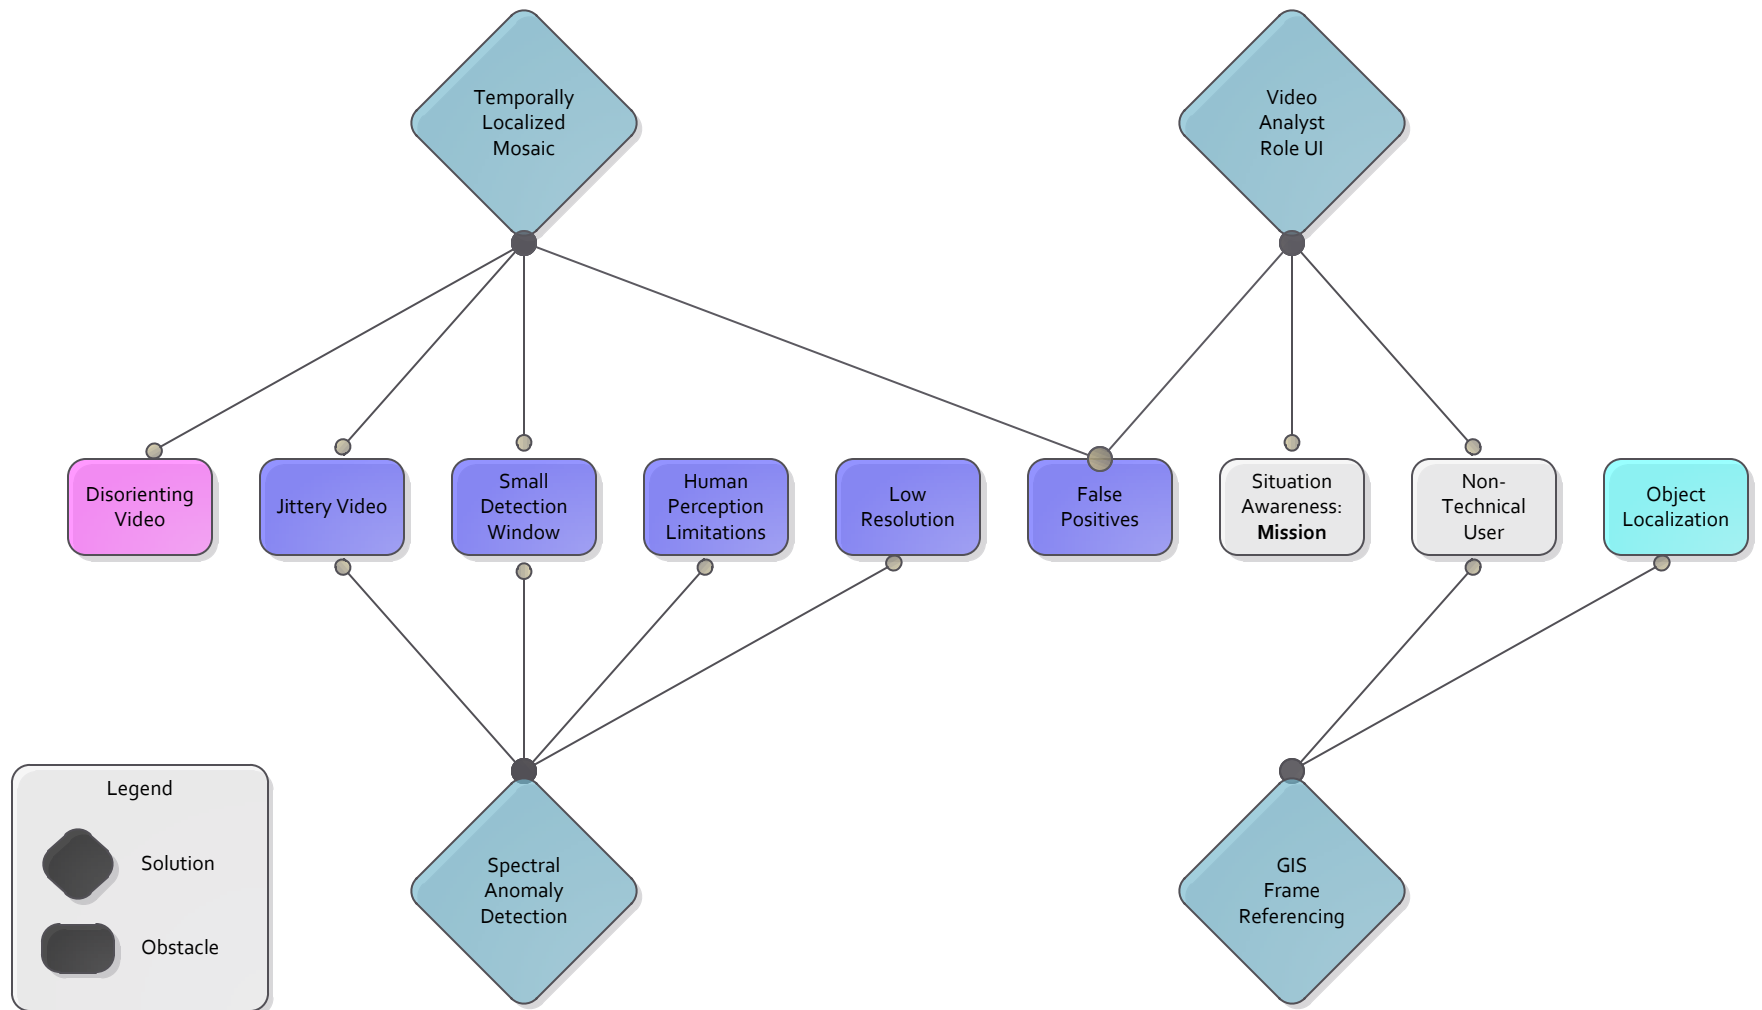 Temporally
Localized
Mosaic
Video
Analyst
Role UI
Disorienting
Video
Jittery Video
Small
Detection
Window
Human
Perception
Limitations
Low
Resolution
False
Positives
Situation
Awareness:
Mission
Non-
Technical
User
Object
Localization
Legend
Solution
Obstacle
Spectral
Anomaly
Detection
GIS
Frame
Referencing